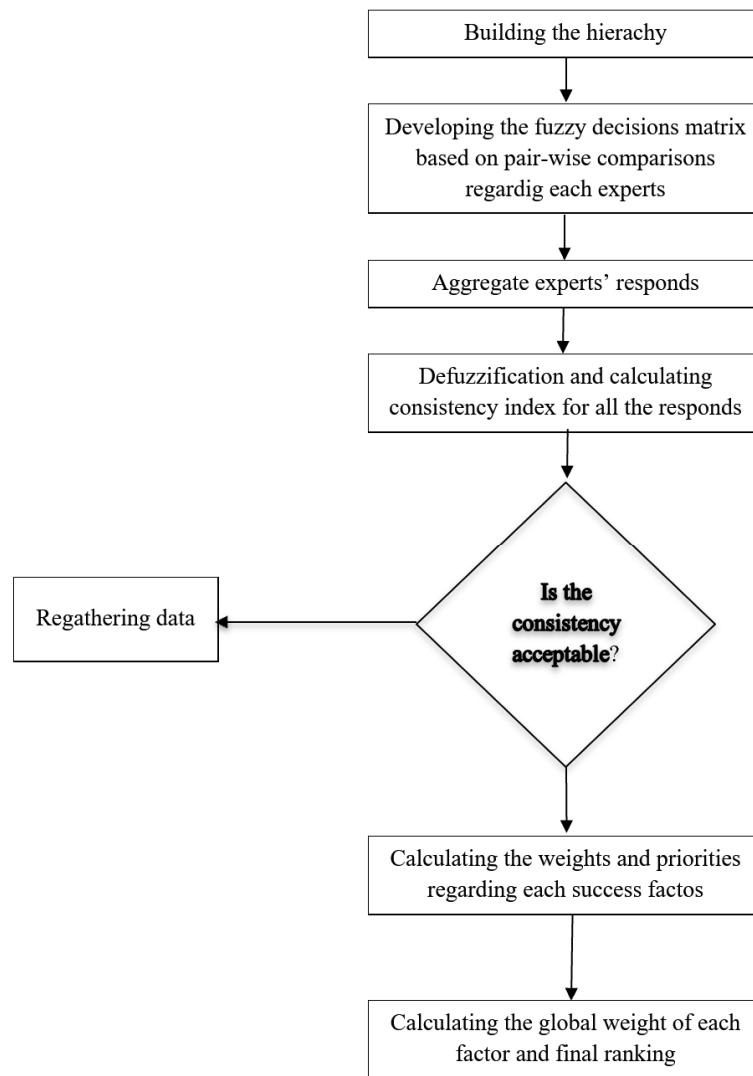 Building the hierachy
Developing the fuzzy decisions matrix
based on pair-wise comparisons
regardig each experts
Aggregate experts’ responds
Defuzzification and calculating
consistency index for all the responds
Is the
consistency
acceptable?
Regathering data
Calculating the weights and priorities
regarding each success factos
Calculating the global weight of each
factor and final ranking